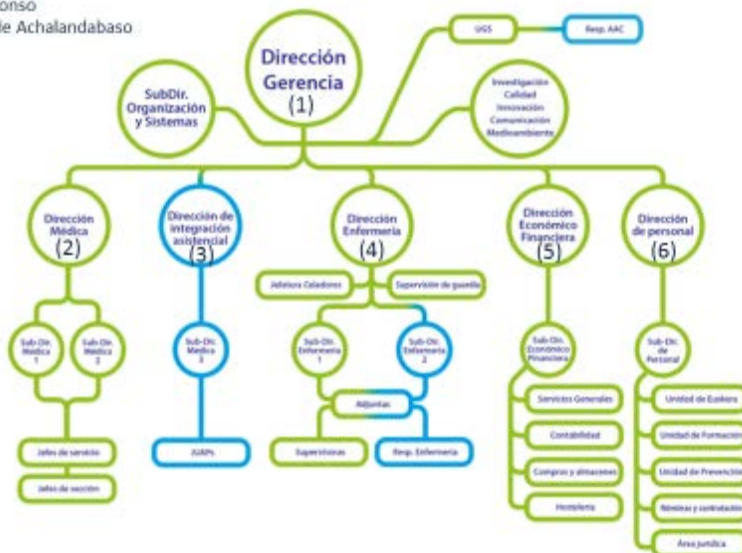 onso
de Achalandabaso
UGS
Resp. AAC
Dirección
Gerencia
(1)
SubDir.
Organización
y Sistemas
Investigación
Calidad
Innovación
Comunicación
Medioambiente
Dirección
Médica
(2)
Dirección de
integración
asistencial
(3)
Dirección
Enfermería
(4)
Dirección
Económico
Financiera
(5)
Dirección
de personal
(6)
Jefatura Celadores
Supervisión de guardia
Sub-Dir.
Médica
1
Sub-Dir.
Médica
2
Sub-Dir.
Médica
3
Sub-Dir.
Enfermería
1
Sub-Dir.
Enfermería
2
Sub-Dir.
Económico
Financiera
Sub-Dir.
de
Personal
Adjuntas
Servicios Generales
Contabilidad
Compras y almacenes
Hostelería
Unidad de Euskera
Unidad de Formación
Unidad de Prevención
Nóminas y contratación
Área jurídica
Jefes de servicio
Jefes de sección
JUAPs
Supervisoras
Resp. Enfermería